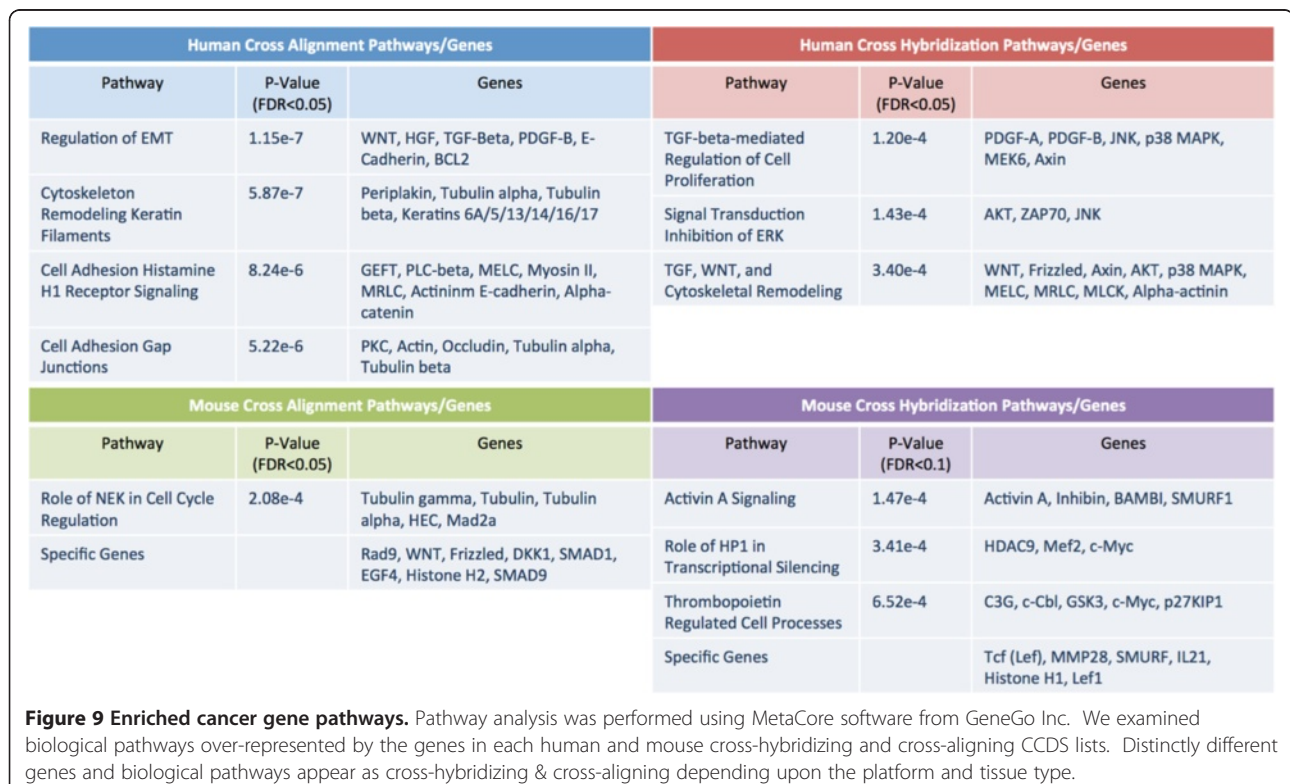 Human Cross Alignment Pathways/Genes
Pathway
P-Value
(FDR<0.05)
Genes
Regulation of EMT
1.15e-7
WNT, HGF, TGF-Beta, PDGF-B, E-
Cadherin, BCL2
Cytoskeleton
Remodeling Keratin
Filaments
5.87e-7
Periplakin, Tubulin alpha, Tubulin
beta, Keratins 6A/5/13/14/16/17
Cell Adhesion Histamine
H1 Receptor Signaling
8.24e-6
GEFT, PLC-beta, MELC, Myosin II,
MRLC, Actininm E-cadherin, Alpha-
catenin
Cell Adhesion Gap
Junctions
5.22e-6
PKC, Actin, Occludin, Tubulin alpha,
Tubulin beta
Human Cross Hybridization Pathways/Genes
Pathway
P-Value
(FDR<0.05)
Genes
TGF-beta-mediated
Regulation of Cell
Proliferation
1.20e-4
PDGF-A, PDGF-B, JNK, p38 MAPK,
MEK6, Axin
Signal Transduction
Inhibition of ERK
1.43e-4
AKT, ZAP70, JNK
TGF, WNT, and
Cytoskeletal Remodeling
3.40e-4
WNT, Frizzled, Axin, AKT, p38 MAPK,
MELC, MRLC, MLCK, Alpha-actinin
Mouse Cross Alignment Pathways/Genes
Pathway
P-Value
(FDR<0.05)
Genes
Role of NEK in Cell Cycle
Regulation
2.08e-4
Tubulin gamma, Tubulin, Tubulin
alpha, HEC, Mad2a
Specific Genes
Rad9, WNT, Frizzled, DKK1, SMAD1,
EGF4, Histone H2, SMAD9
Mouse Cross Hybridization Pathways/Genes
Pathway
P-Value
(FDR<0.1)
Genes
Activin A Signaling
1.47e-4
Activin A, Inhibin, BAMBI, SMURF1
Role of HP1 in
Transcriptional Silencing
3.41e-4
HDAC9, Mef2, c-Myc
Thrombopoietin
Regulated Cell Processes
6.52e-4
C3G, c-Cbl, GSK3, c-Myc, p27KIP1
Specific Genes
Tcf (Lef), MMP28, SMURF, IL21,
Histone H1, Lef1
Figure 9 Enriched cancer gene pathways. Pathway analysis was performed using MetaCore software from GeneGo Inc. We examined
biological pathways over-represented by the genes in each human and mouse cross-hybridizing and cross-aligning CCDS lists. Distinctly different
genes and biological pathways appear as cross-hybridizing & cross-aligning depending upon the platform and tissue type.